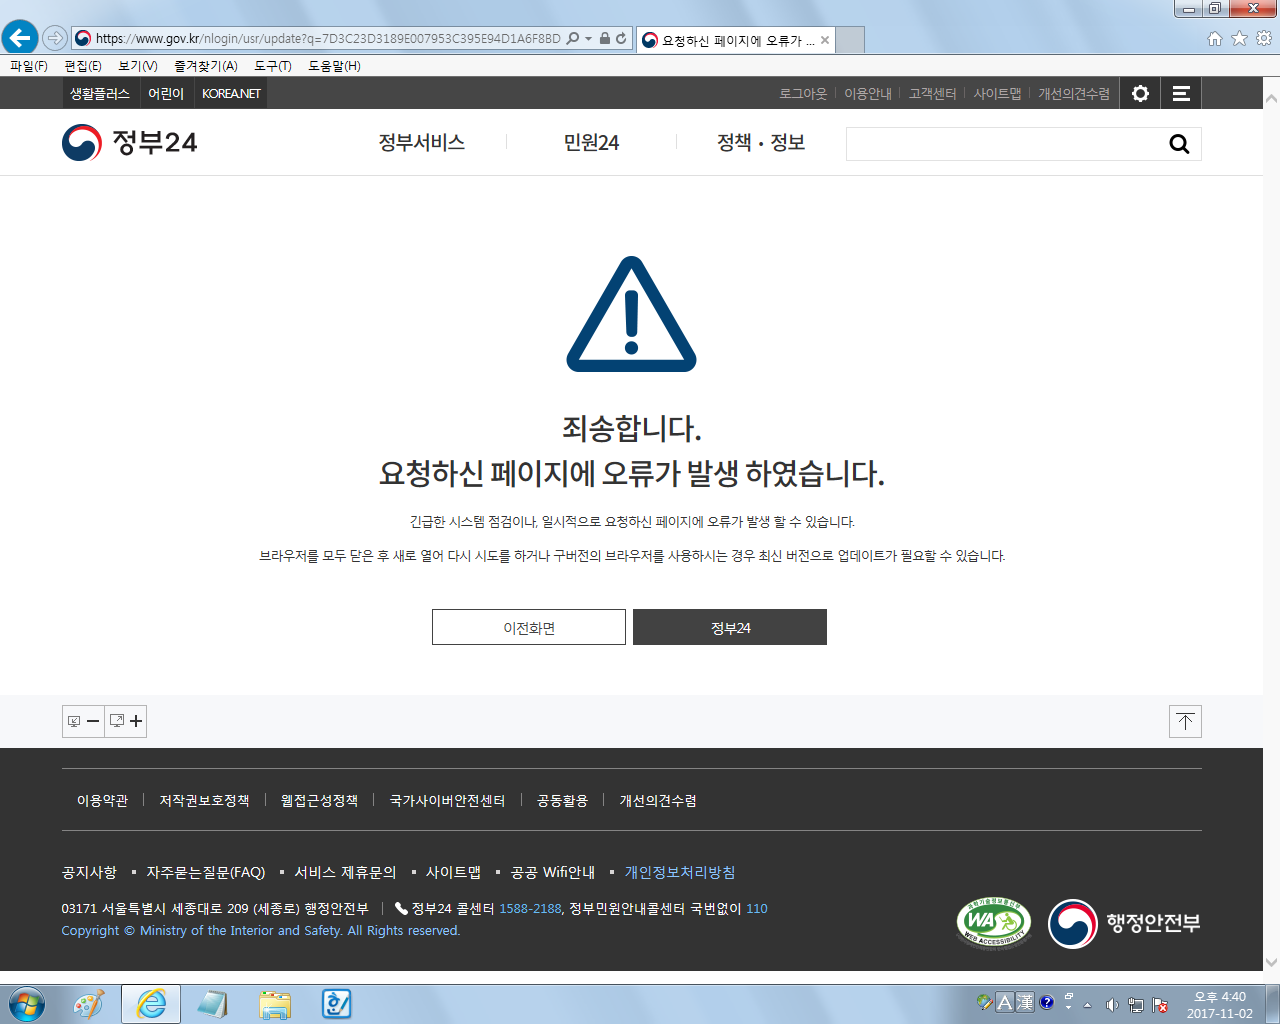 https://www.gov.kr/nlogin/usr/update?q=7D3C23D3189E007953C395E94D1A6F8BD
요청하신 페이지에 오류가 ...
파일(F) 편집(E) 보기(V) 즐겨찾기(A) 도구(T) 도움말(H)
생활플러스 어린이 KOREA.NET 로그아웃 이용안내 고객센터 사이트맵 개선의견수렴
정부24 정부서비스 민원24 정책·정보
죄송합니다.
요청하신 페이지에 오류가 발생 하였습니다.
긴급한 시스템 점검이나, 일시적으로 요청하신 페이지에 오류가 발생 할 수 있습니다.
브라우저를 모두 닫은 후 새로 열어 다시 시도를 하거나 구버전의 브라우저를 사용하시는 경우 최신 버전으로 업데이트가 필요할 수 있습니다.
이전화면 정부24
이용약관 저작권보호정책 웹접근성정책 국가사이버안전센터 공동활용 개선의견수렴
공지사항 자주묻는질문(FAQ) 서비스 제휴문의 사이트맵 공공 Wifi안내 개인정보처리방침
03171 서울특별시 세종대로 209 (세종로) 행정안전부 정부24 콜센터 1588-2188, 정부민원안내콜센터 국번없이 110
Copyright © Ministry of the Interior and Safety. All Rights reserved.
WA
WEB ACCESSIBILITY
행정안전부
A 漢
오후 4:40
2017-11-02